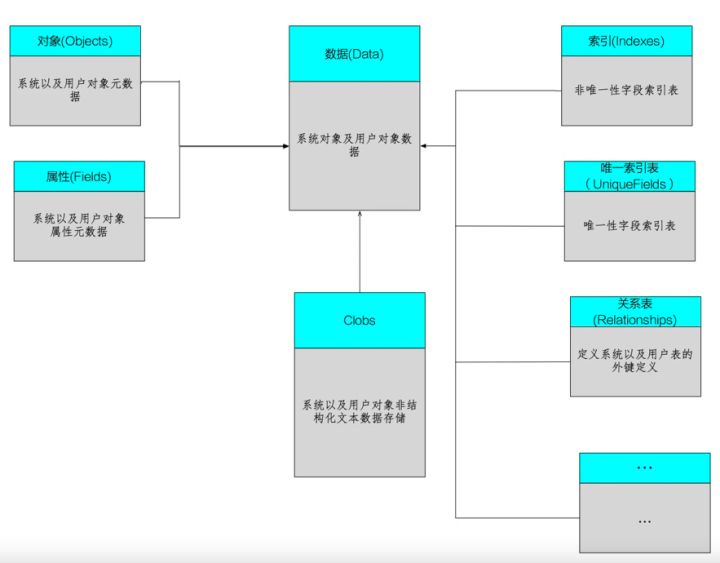 对象(Objects)
系统以及用户对象元数
据
属性(Fields)
系统以及用户对象
属性元数据
数据(Data)
系统对象及用户对象数
据
Clobs
系统以及用户对象非结
构化文本数据存储
索引(Indexes)
非唯一性字段索引表
唯一索引表
（UniqueFields）
唯一性字段索引表
关系表
(Relationships)
定义系统以及用户表的
外键定义
...
...